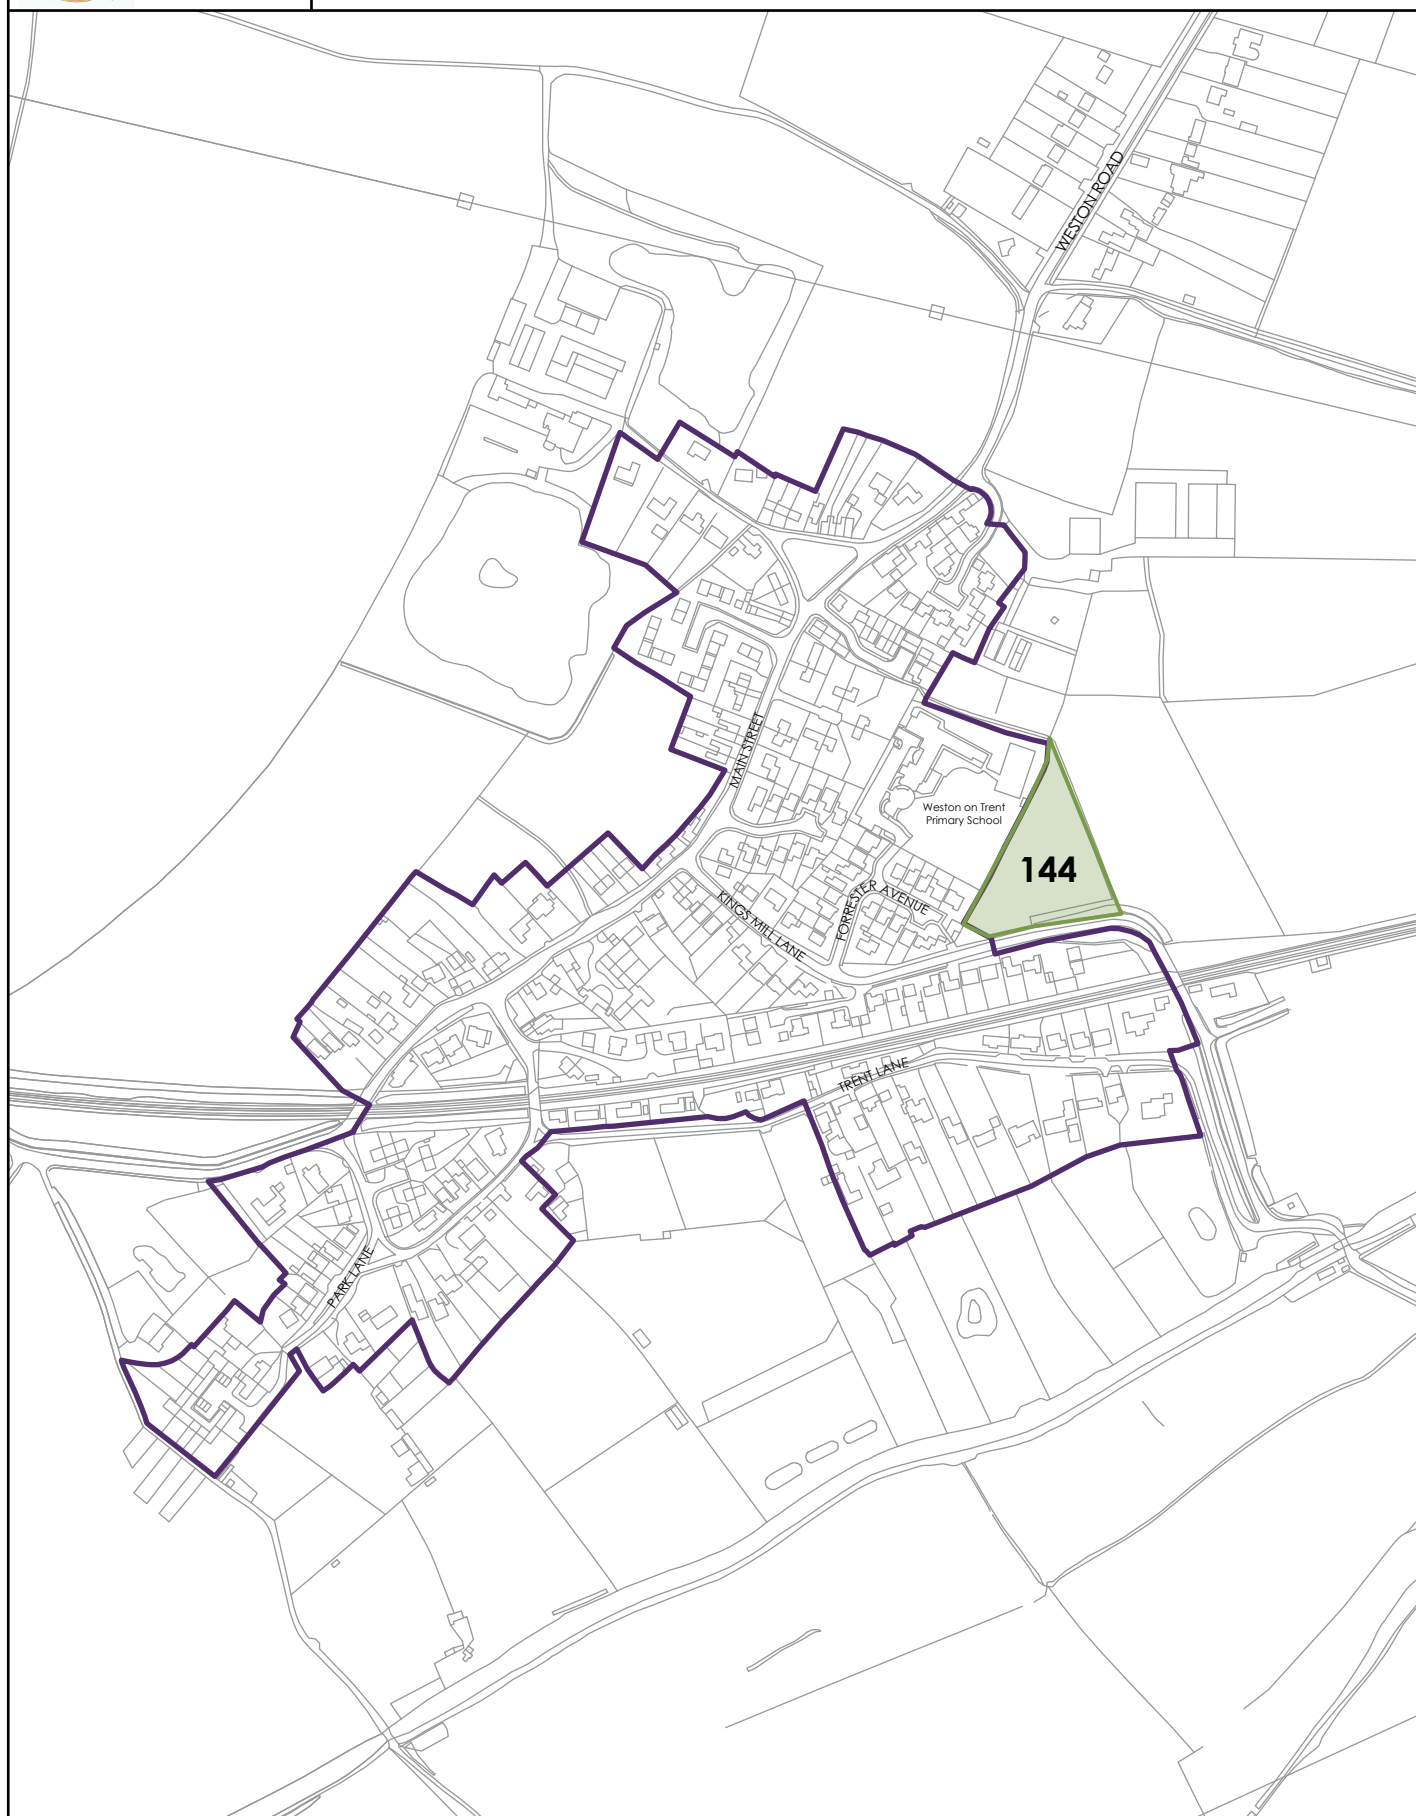 WESTON ROAD
MAIN STREET
Weston on Trent
Primary School
144
FORRESTER AVENUE
KINGS MILL LANE
TRENT LANE
PARK LANE